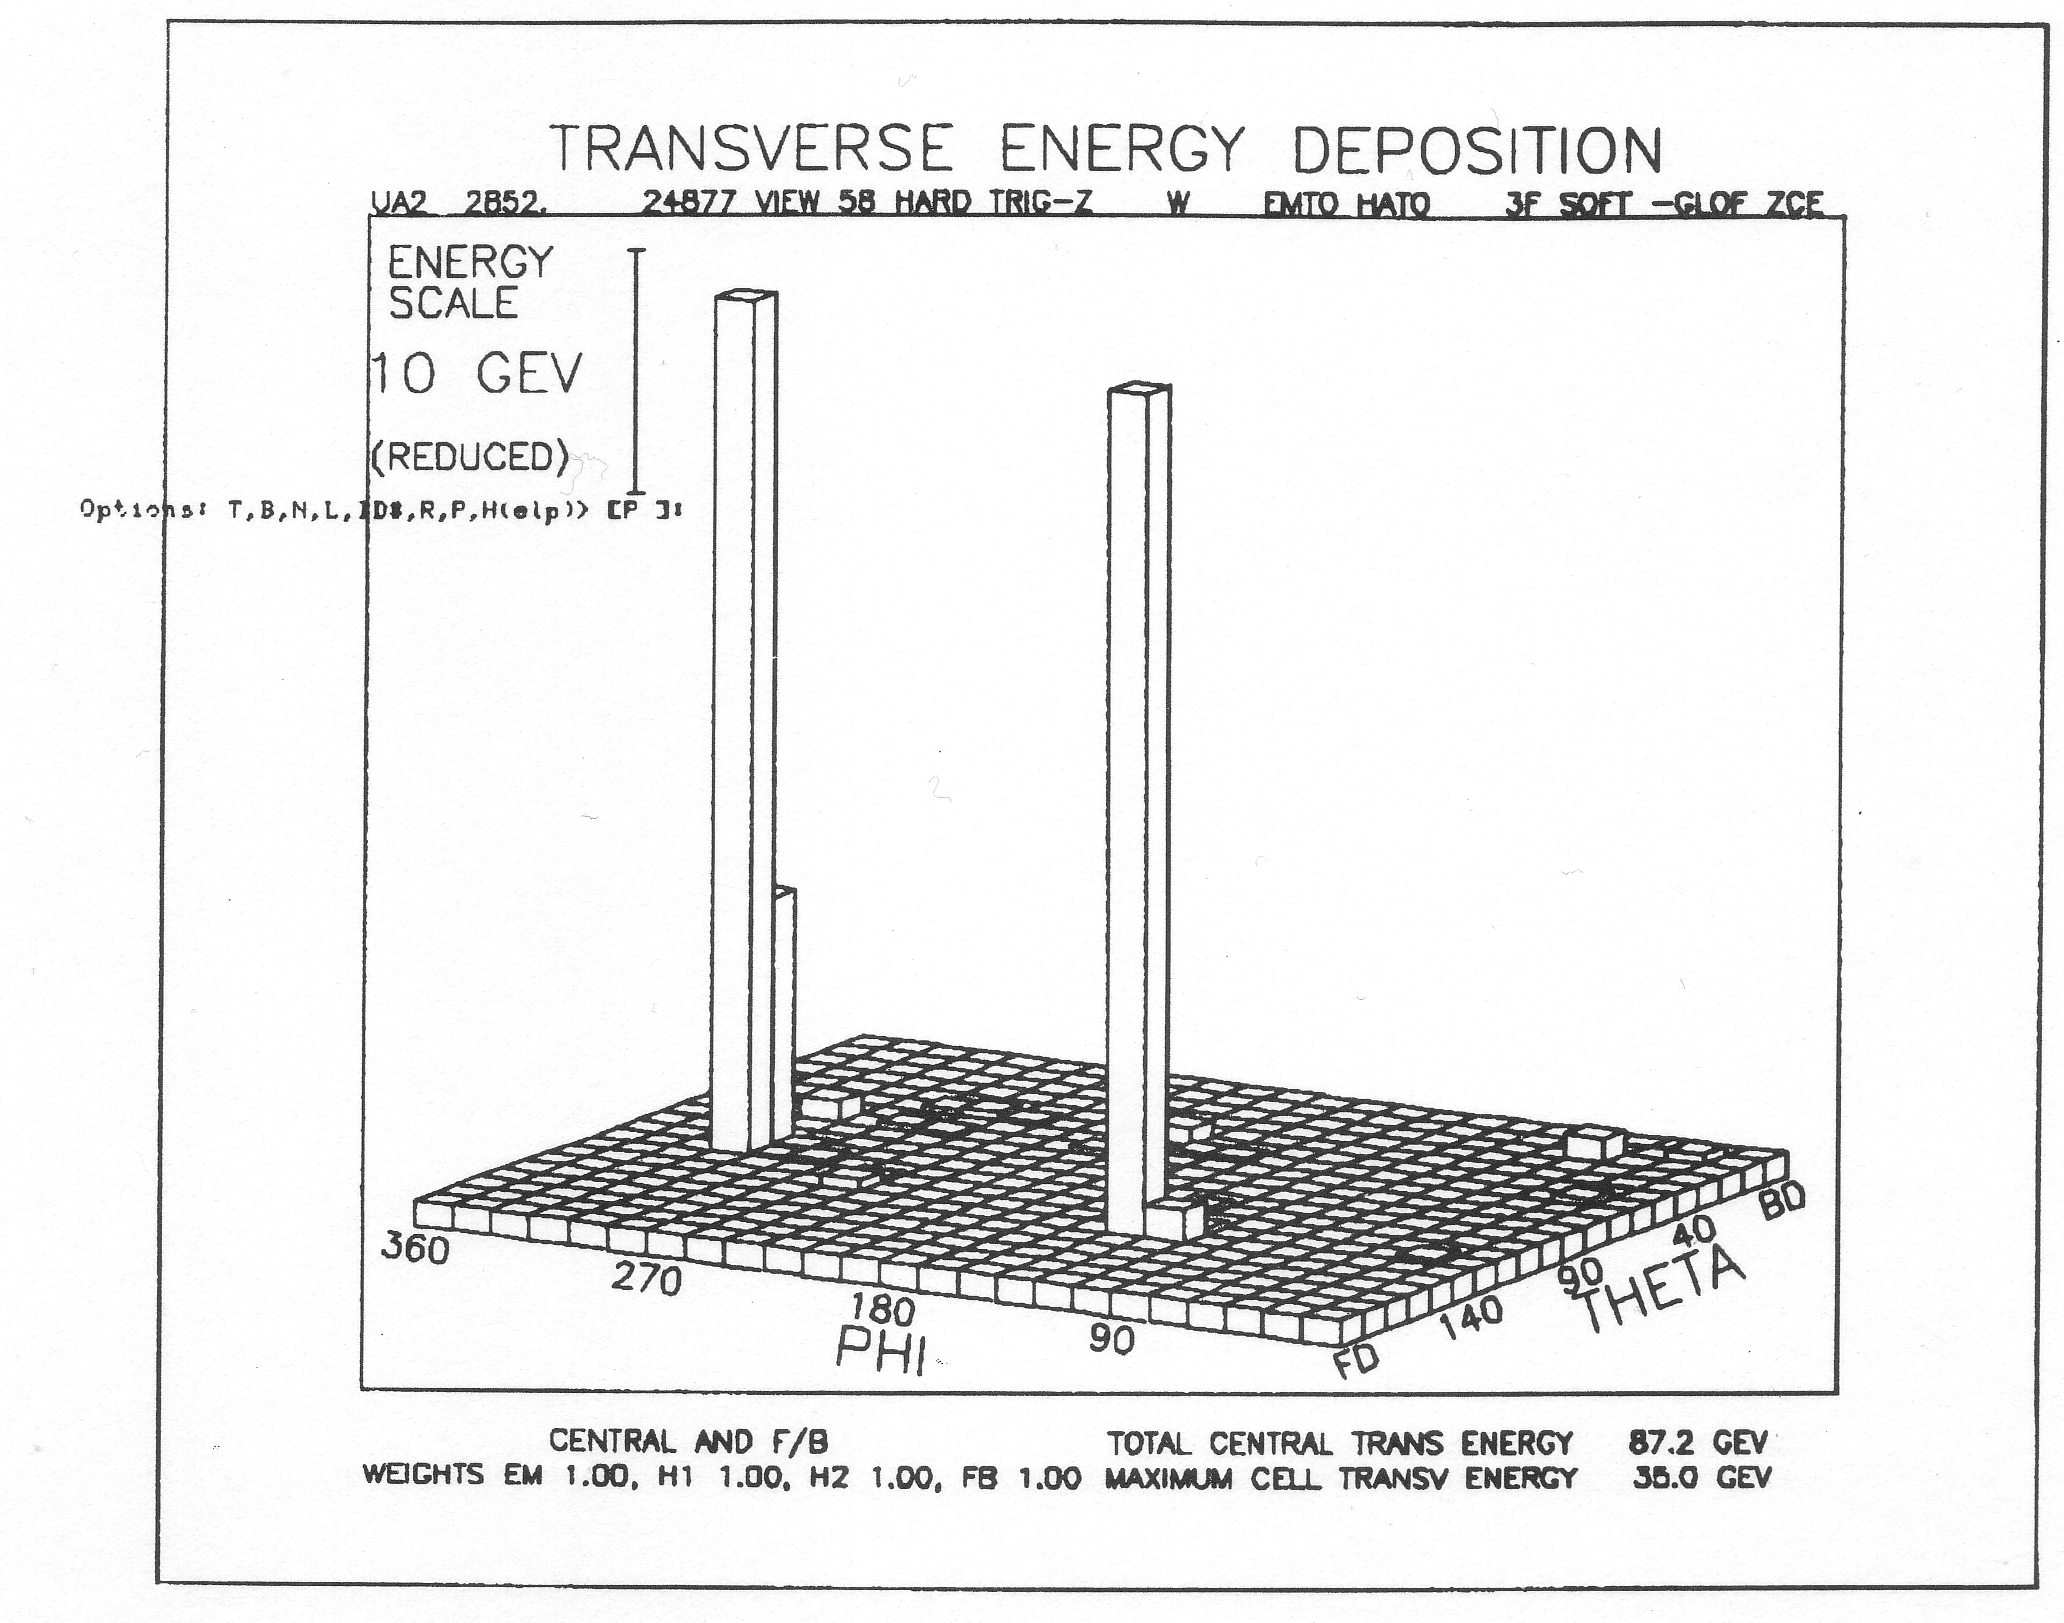 TRANSVERSE ENERGY DEPOSITION
UA2 2852. 24877 VIEW 58 HARD TRIG-Z W EMTO HATO 3F SOFT -GLOF ZCE
ENERGY
SCALE
10 GEV
(REDUCED)
Options: T,B,N,L,ID#,R,P,H(elp)> [P ]:
360
270
180
90
PHI
FD
140
90
40
BD
THETA
CENTRAL AND F/B TOTAL CENTRAL TRANS ENERGY 87.2 GEV
WEIGHTS EM 1.00, H1 1.00, H2 1.00, FB 1.00 MAXIMUM CELL TRANSV ENERGY GEV